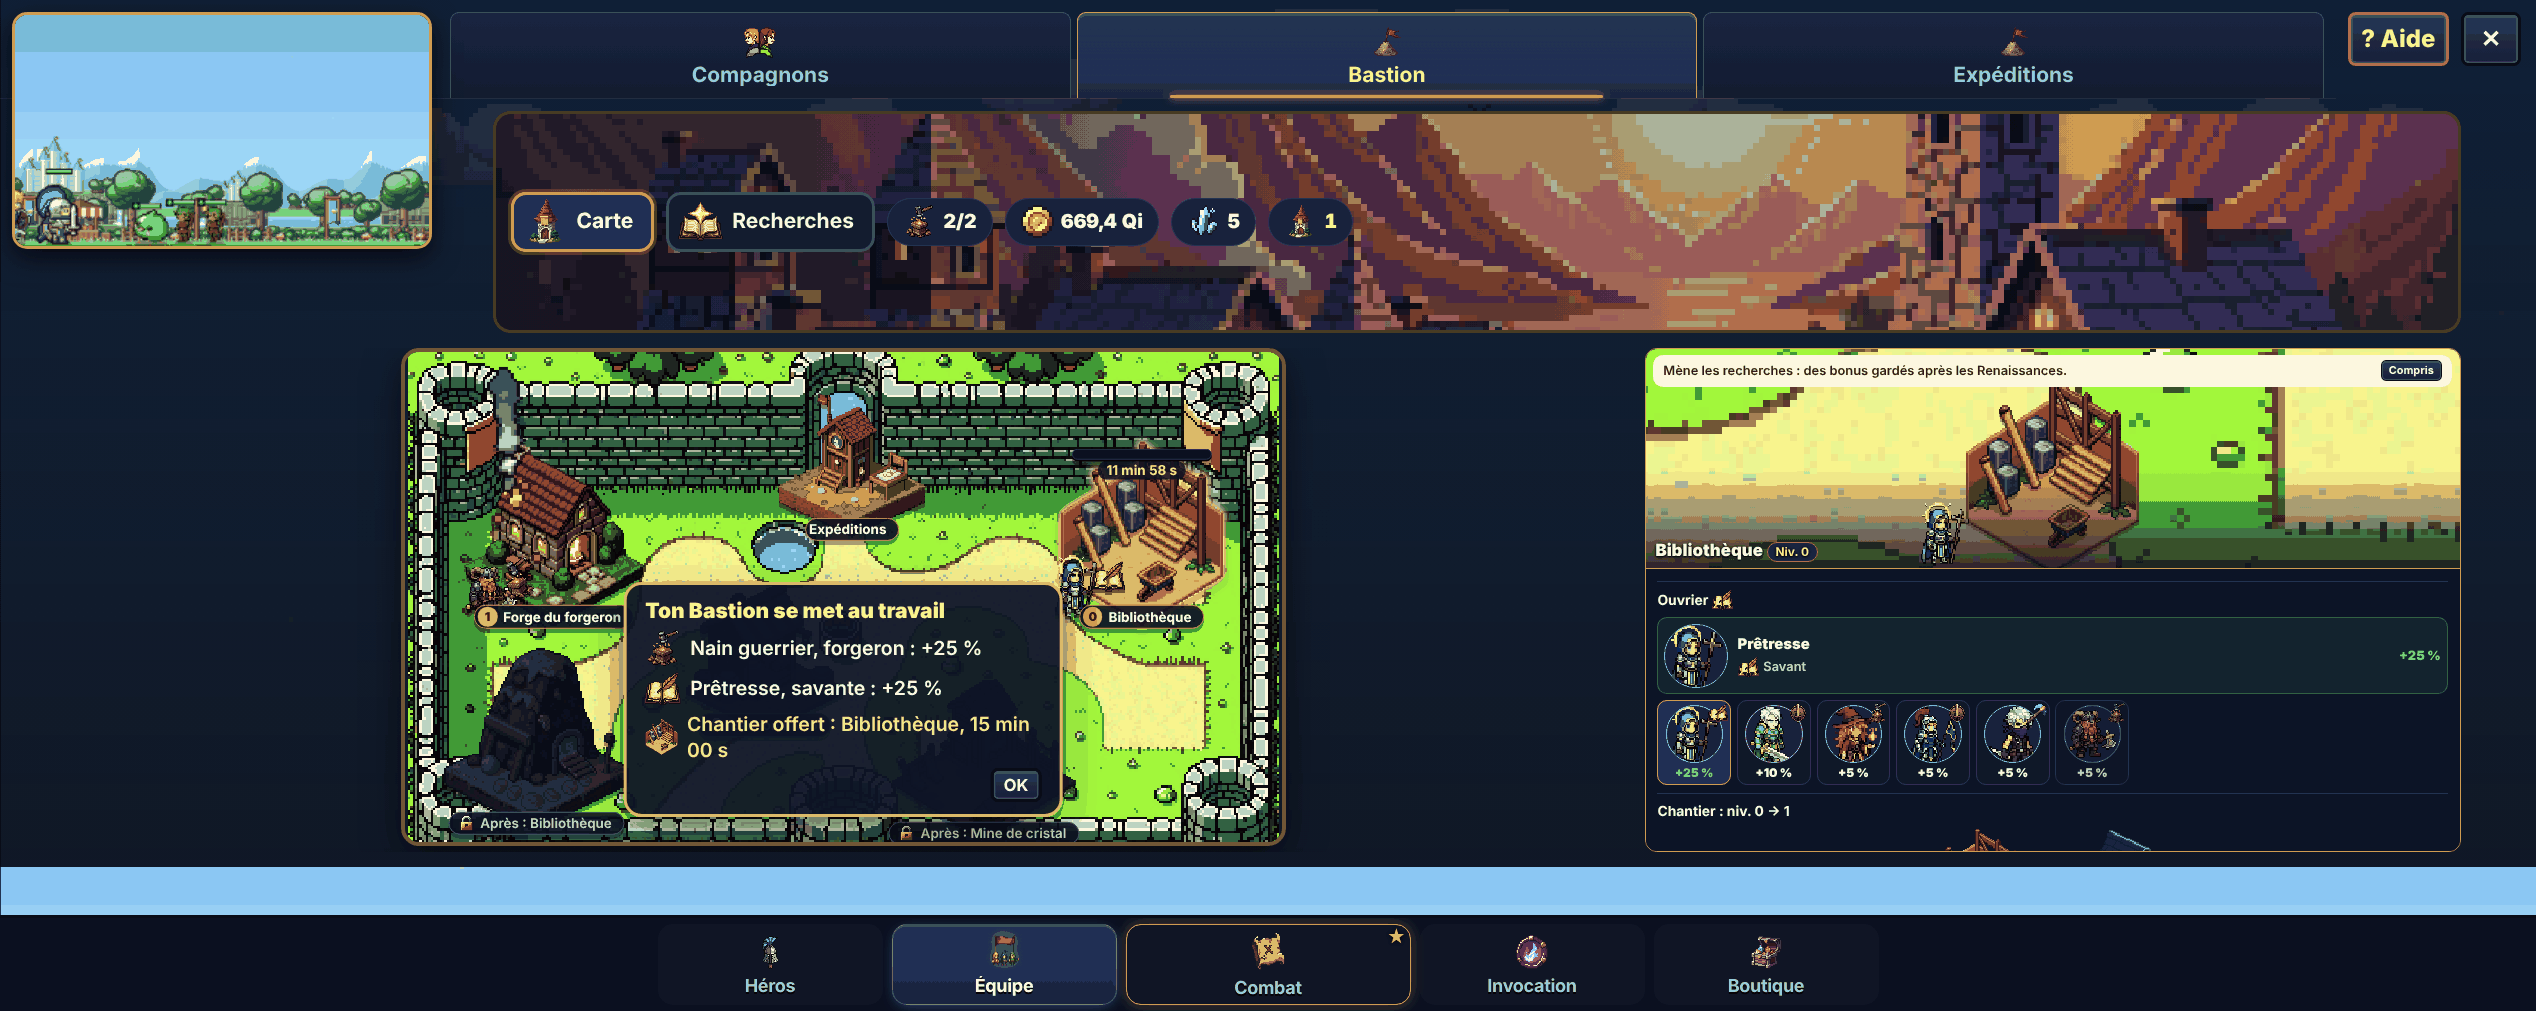 Compagnons
Bastion
Expéditions
? Aide
×
Carte
Recherches
2/2
669,4 Qi
5
1
11 min 58 s
Expéditions
1 Forge du forgeron
0 Bibliothèque
Ton Bastion se met au travail
Nain guerrier, forgeron : +25 %
Prêtresse, savante : +25 %
Chantier offert : Bibliothèque, 15 min
00 s
OK
Après : Bibliothèque
Après : Mine de cristal
Mène les recherches : des bonus gardés après les Renaissances.
Compris
Bibliothèque Niv. 0
Ouvrier
Prêtresse
Savant
+25 %
+25 %
+10 %
+5 %
+5 %
+5 %
+5 %
Chantier : niv. 0 → 1
Héros
Équipe
Combat
Invocation
Boutique